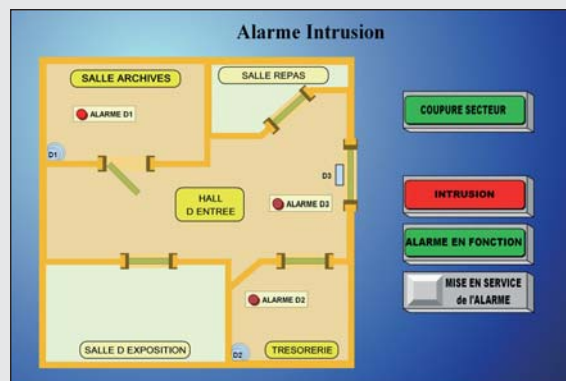 Alarme Intrusion
SALLE ARCHIVES
SALLE REPAS
ALARME D1
COUPURE SECTEUR
D1
D3
INTRUSION
HALL
D ENTREE
ALARME D3
ALARME EN FONCTION
MISE EN SERVICE
de l'ALARME
ALARME D2
SALLE D EXPOSITION
D2
TRESORERIE